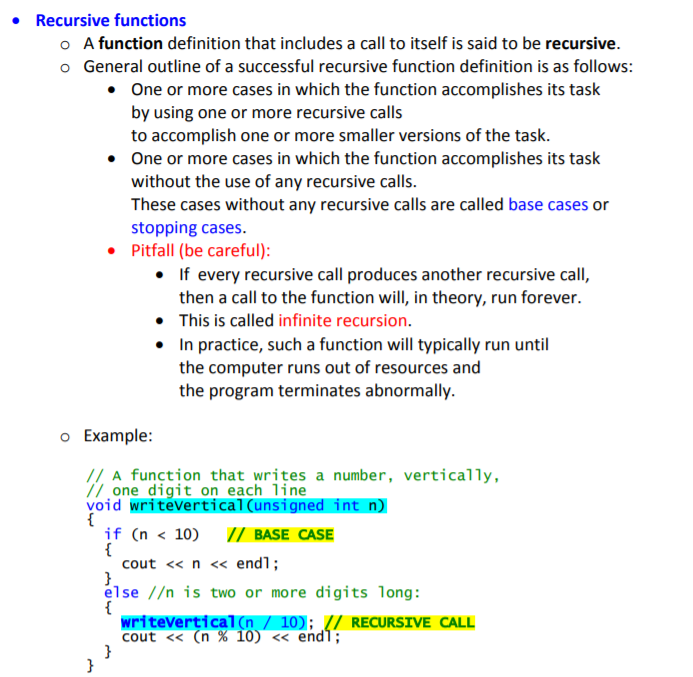 • Recursive functions
o A function definition that includes a call to itself is said to be recursive.
o General outline of a successful recursive function definition is as follows:
• One or more cases in which the function accomplishes its task
by using one or more recursive calls
to accomplish one or more smaller versions of the task.
• One or more cases in which the function accomplishes its task
without the use of any recursive calls.
These cases without any recursive calls are called base cases or
stopping cases.
• Pitfall (be careful):
• If every recursive call produces another recursive call,
then a call to the function will, in theory, run forever.
• This is called infinite recursion.
• In practice, such a function will typically run until
the computer runs out of resources and
the program terminates abnormally.
o Example:
// A function that writes a number, vertically,
// one digit on each line
void writeVertical(unsigned int n)
{
if (n < 10) // BASE CASE
{
cout << n << endl;
}
else //n is two or more digits long:
{
writeVertical(n / 10); // RECURSIVE CALL
cout << (n % 10) << endl;
}
}